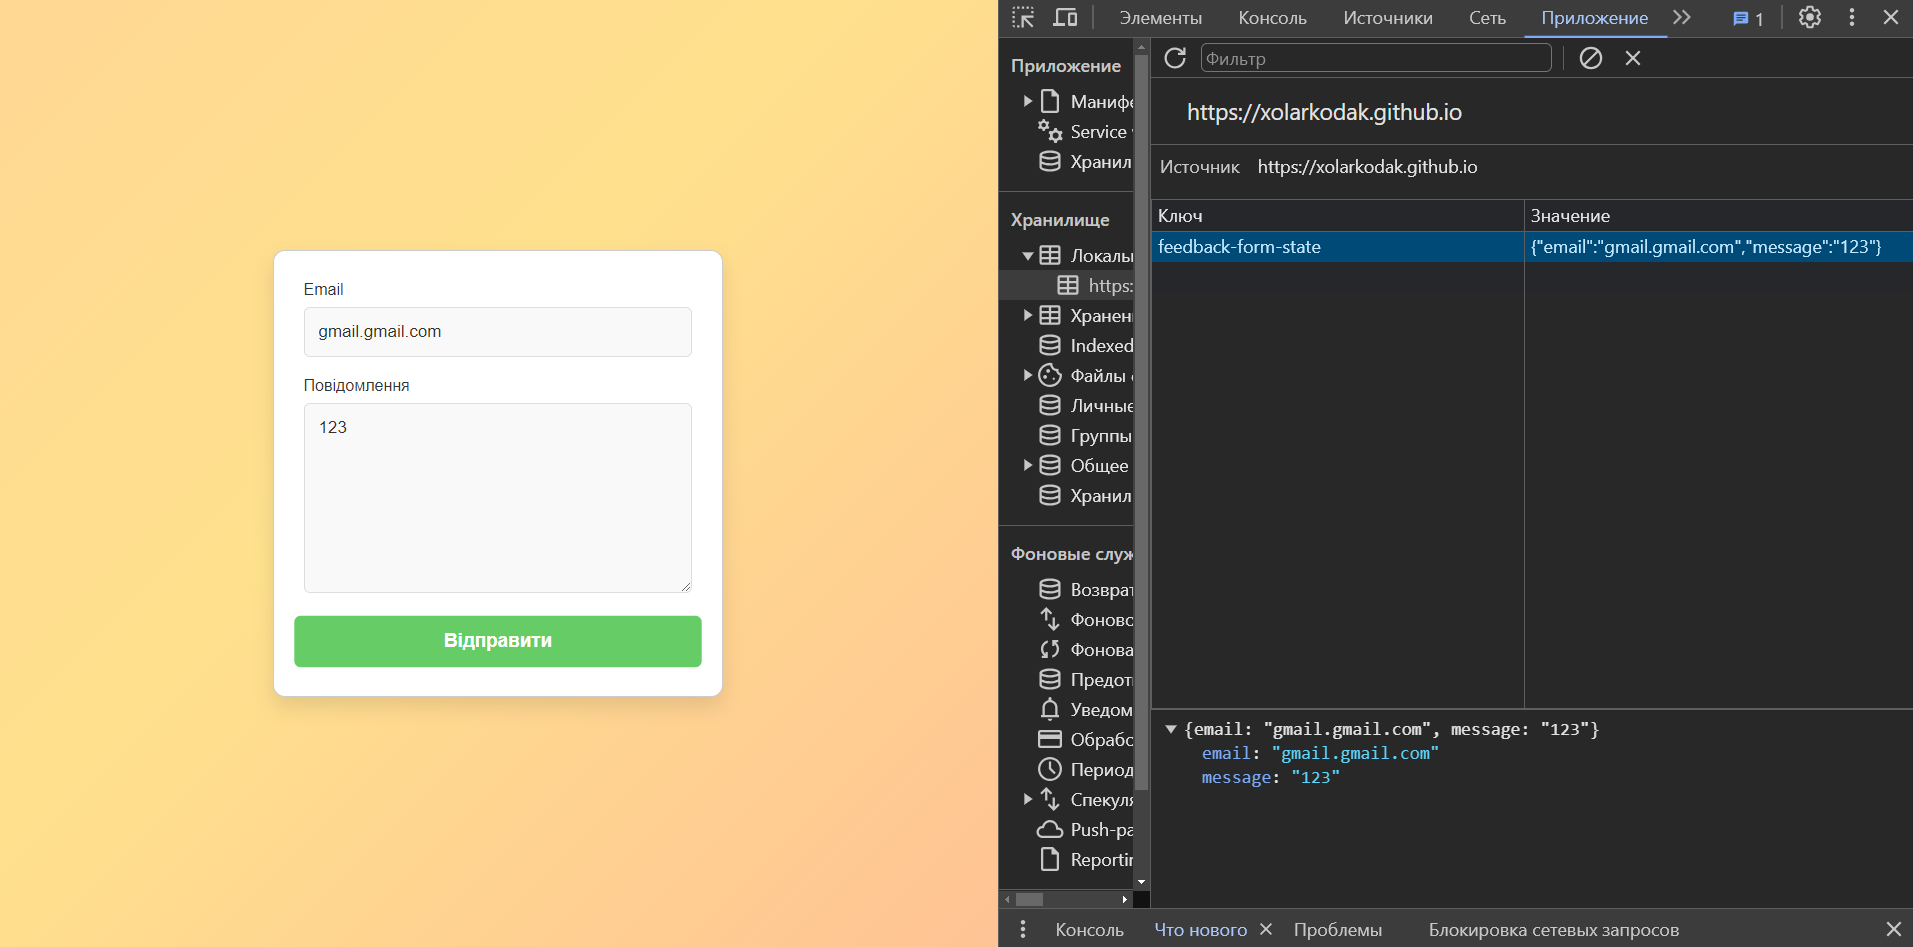 Email
gmail.gmail.com
Повідомлення
123
Відправити
Элементы Консоль Источники Сеть Приложение 1
Приложение
Манифе
Service
Хранил
Хранилище
Локалы
https:
Хранен
Indexed
Файлы
Личные
Группы
Общее
Хранил
Фоновые служ
Возврат
Фоново
Фонова
Предот
Уведом
Обрабо
Период
Спекуля
Push-pa
Reportin
Фильтр
https://xolarkodak.github.io
Источник https://xolarkodak.github.io
Ключ Значение
feedback-form-state {"email":"gmail.gmail.com","message":"123"}
{email: "gmail.gmail.com", message: "123"}
email: "gmail.gmail.com"
message: "123"
Консоль Что нового Проблемы Блокировка сетевых запросов